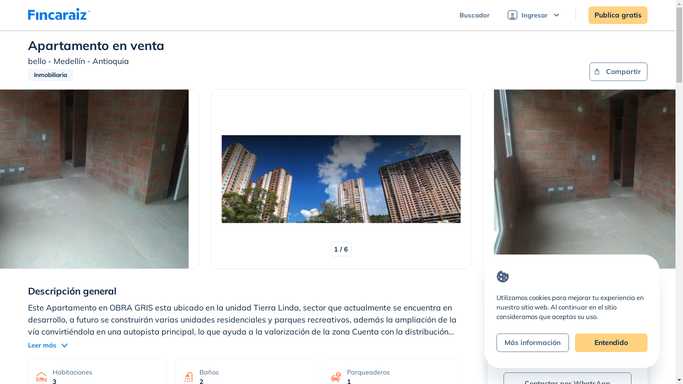 Fincaraiz
Buscador
Ingresar
Publica gratis
Apartamento en venta
bello - Medellín - Antioquia
Inmobiliaria
Compartir
1 / 6
Descripción general
Este Apartamento en OBRA GRIS esta ubicado en la unidad Tierra Linda, sector que actualmente se encuentra en
desarrollo, a futuro se construirán varias unidades residenciales y parques recreativos, además la ampliación de la
vía convirtiéndola en una autopista principal, lo que ayuda a la valorización de la zona Cuenta con la distribución...
Leer más
Habitaciones
3
Baños
2
Parqueaderos
1
Utilizamos cookies para mejorar tu experiencia en
nuestro sitio web. Al continuar en el sitio
consideramos que aceptas su uso.
Más información
Entendido
Contactar por WhatsApp